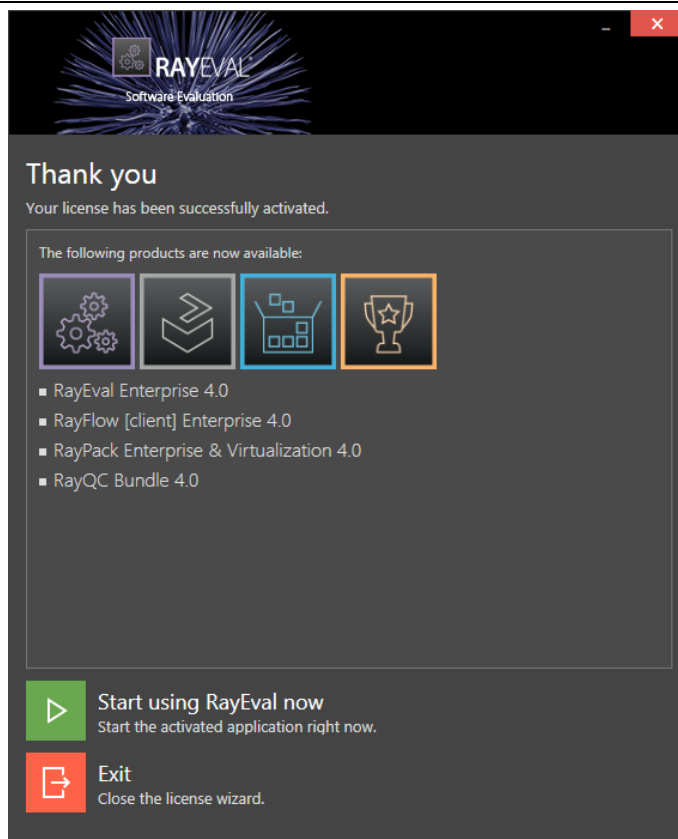 RAYEVAL
Software Evaluation
Thank you
Your license has been successfully activated.
The following products are now available:
RayEval Enterprise 4.0
RayFlow [client] Enterprise 4.0
RayPack Enterprise & Virtualization 4.0
RayQC Bundle 4.0
Start using RayEval now
Start the activated application right now.
Exit
Close the license wizard.